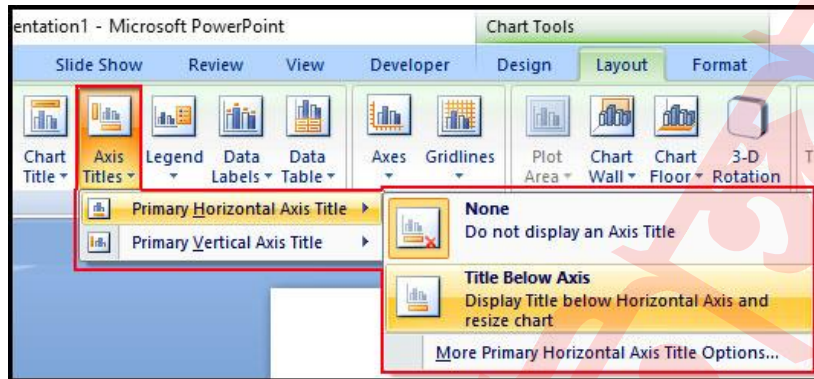 entation1 - Microsoft PowerPoint
Chart Tools
Slide Show Review View Developer Design Layout Format
Chart Title Axis Titles Legend Data Labels Data Table Axes Gridlines Plot Area Chart Wall Chart Floor 3-D Rotation
Primary Horizontal Axis Title
Primary Vertical Axis Title
None
Do not display an Axis Title
Title Below Axis
Display Title below Horizontal Axis and
resize chart
More Primary Horizontal Axis Title Options...